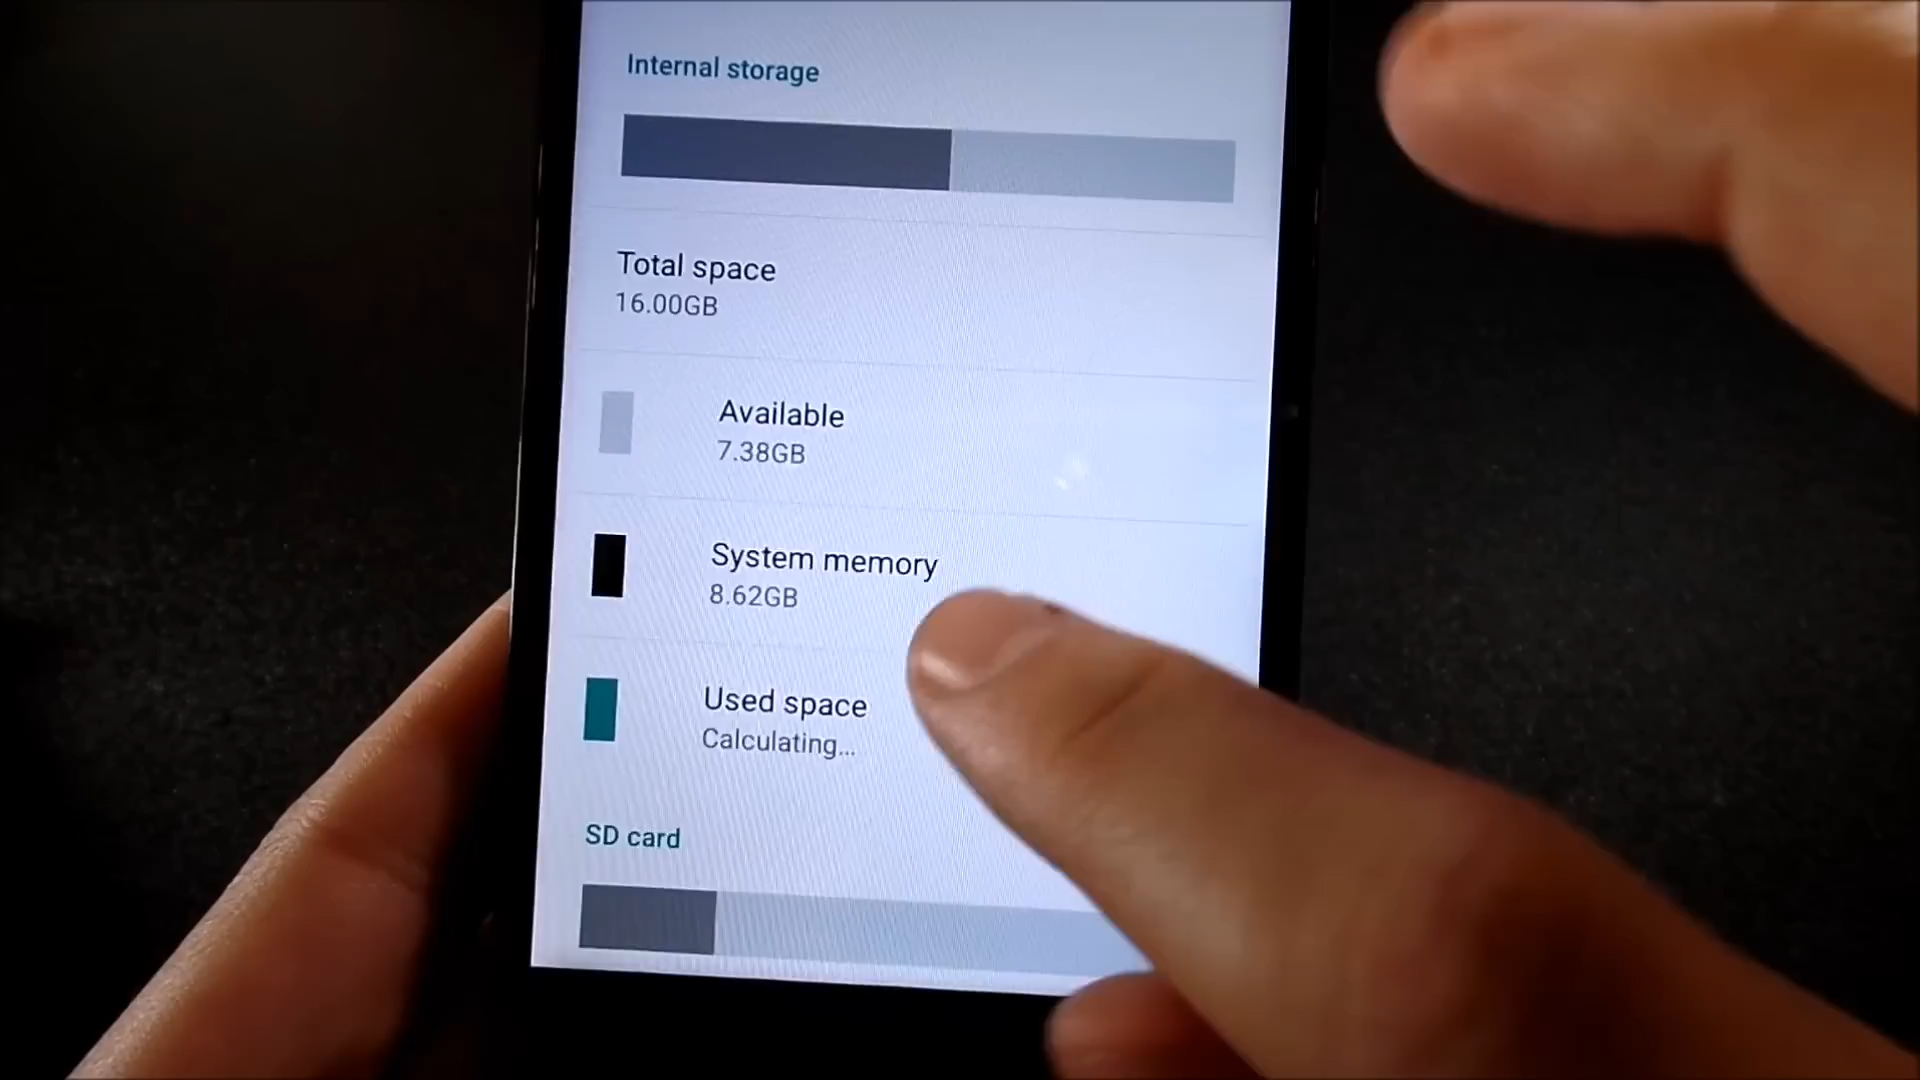 Internal storage
Total space
16.00GB
Available
7.38GB
System memory
8.62GB
Used space
Calculating...
SD card